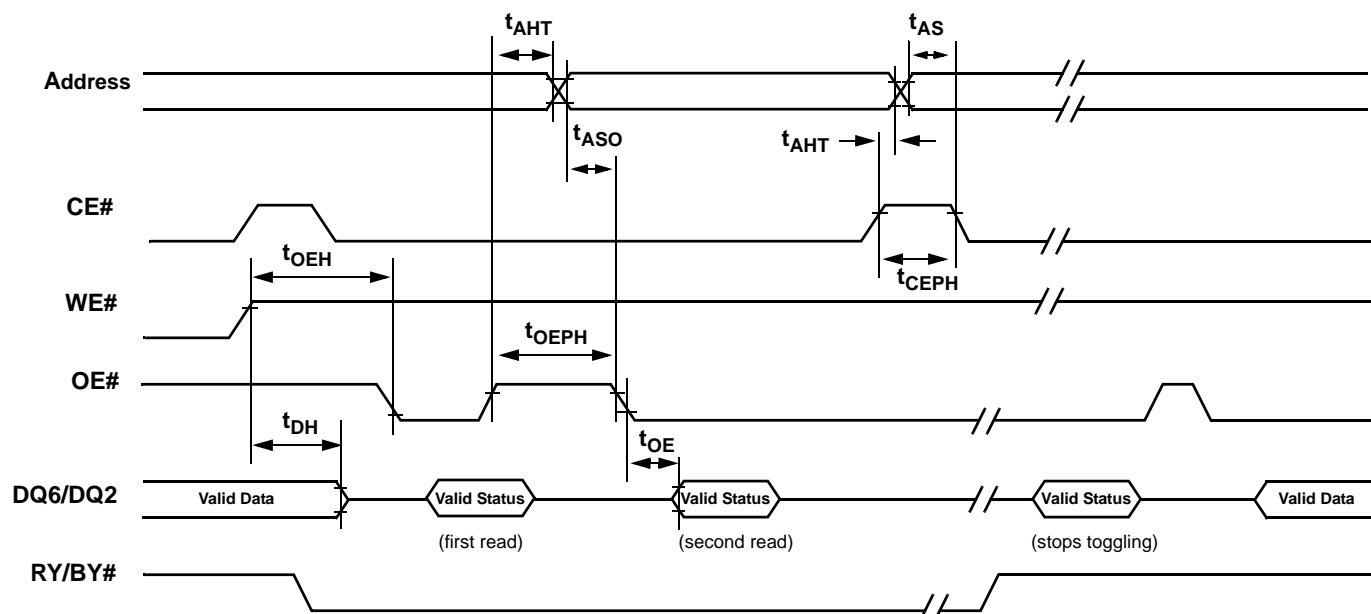 tAHT tAS
Address
tASO tAHT
CE#
tOEH tCEPH
WE#
tOEPH
OE#
tDH tOE
DQ6/DQ2 Valid Data Valid Status Valid Status Valid Status Valid Data
(first read) (second read) (stops toggling)
RY/BY#